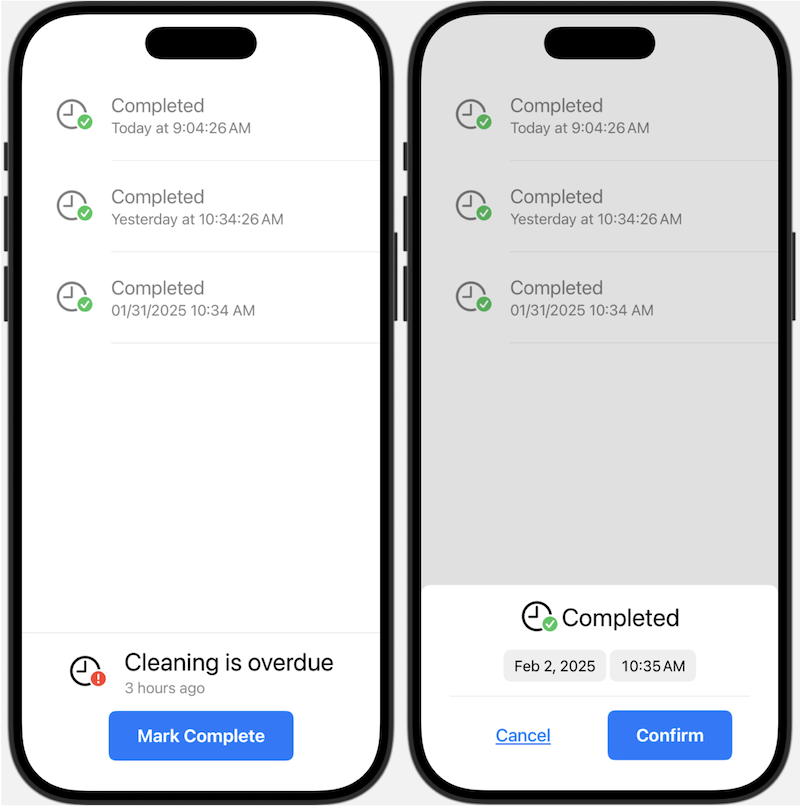 Completed
Today at 9:04:26 AM
Completed
Yesterday at 10:34:26 AM
Completed
01/31/2025 10:34 AM
Cleaning is overdue
3 hours ago
Mark Complete
Completed
Today at 9:04:26 AM
Completed
Yesterday at 10:34:26 AM
Completed
01/31/2025 10:34 AM
Completed
Feb 2, 2025 10:35 AM
Cancel Confirm